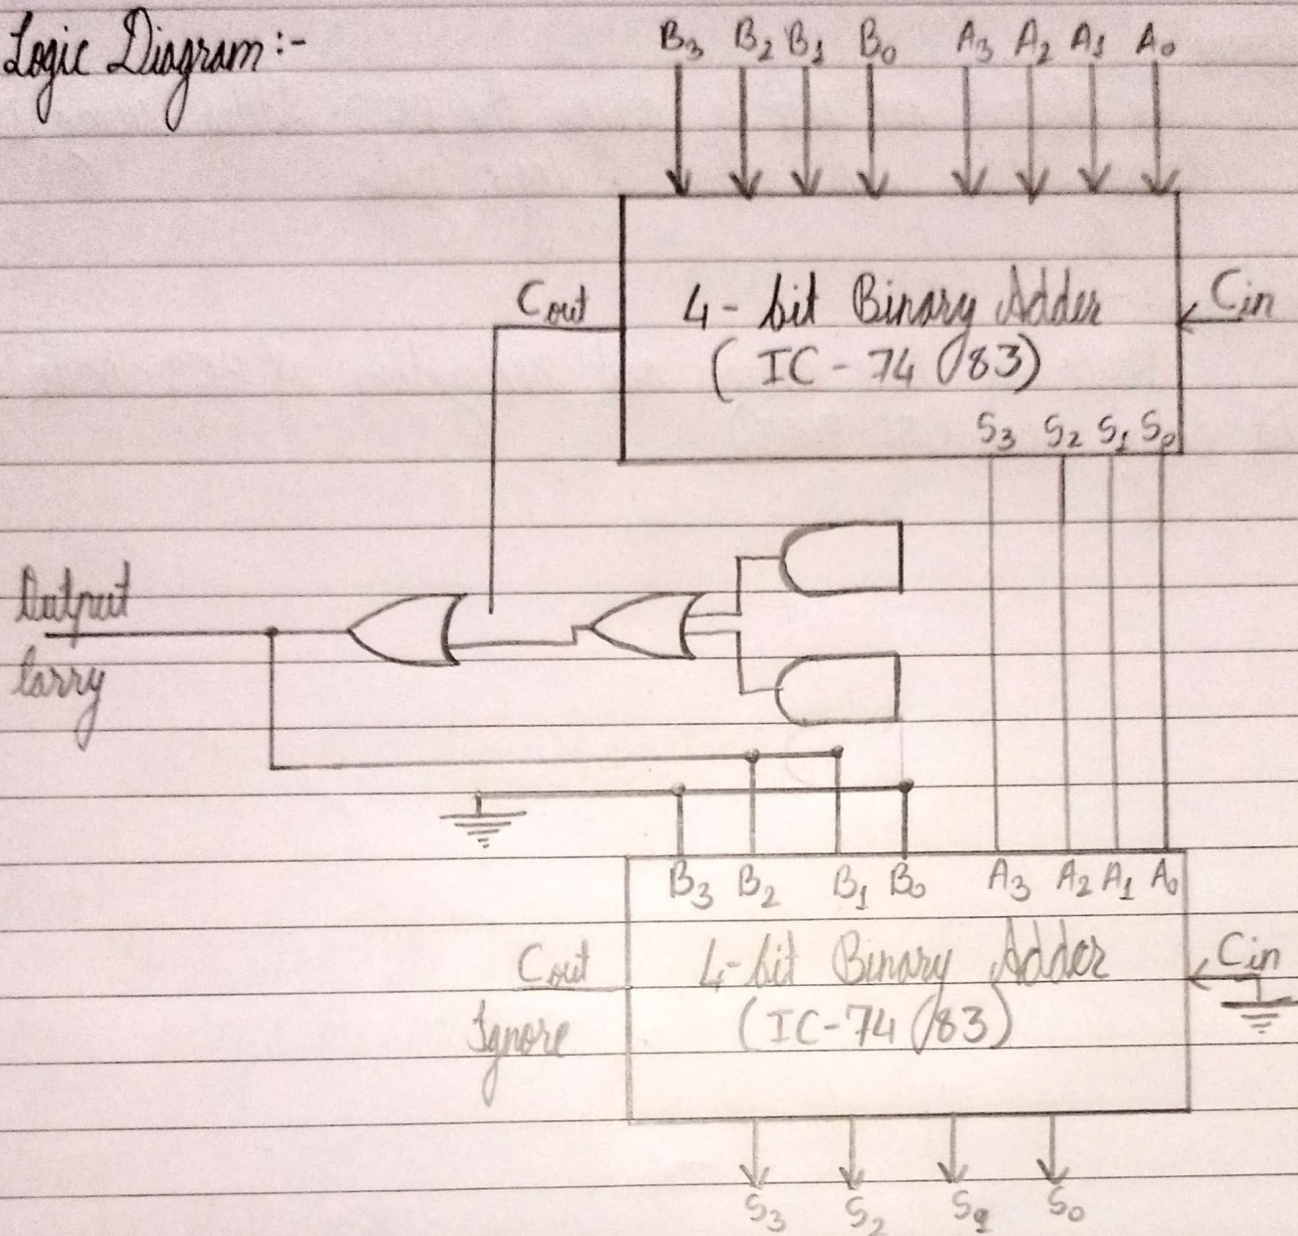 Logic Diagram :-
B3 B2 B1 B0 A3 A2 A1 A0
Cout
4-bit Binary Adder
Cin
(IC-74/83)
S3 S2 S1 S0
Output
Carry
B3 B2 B1 B0 A3 A2 A1 A0
Cout
4-bit Binary Adder
Cin
Ignore
(IC-74/83)
S3 S2 S1 S0